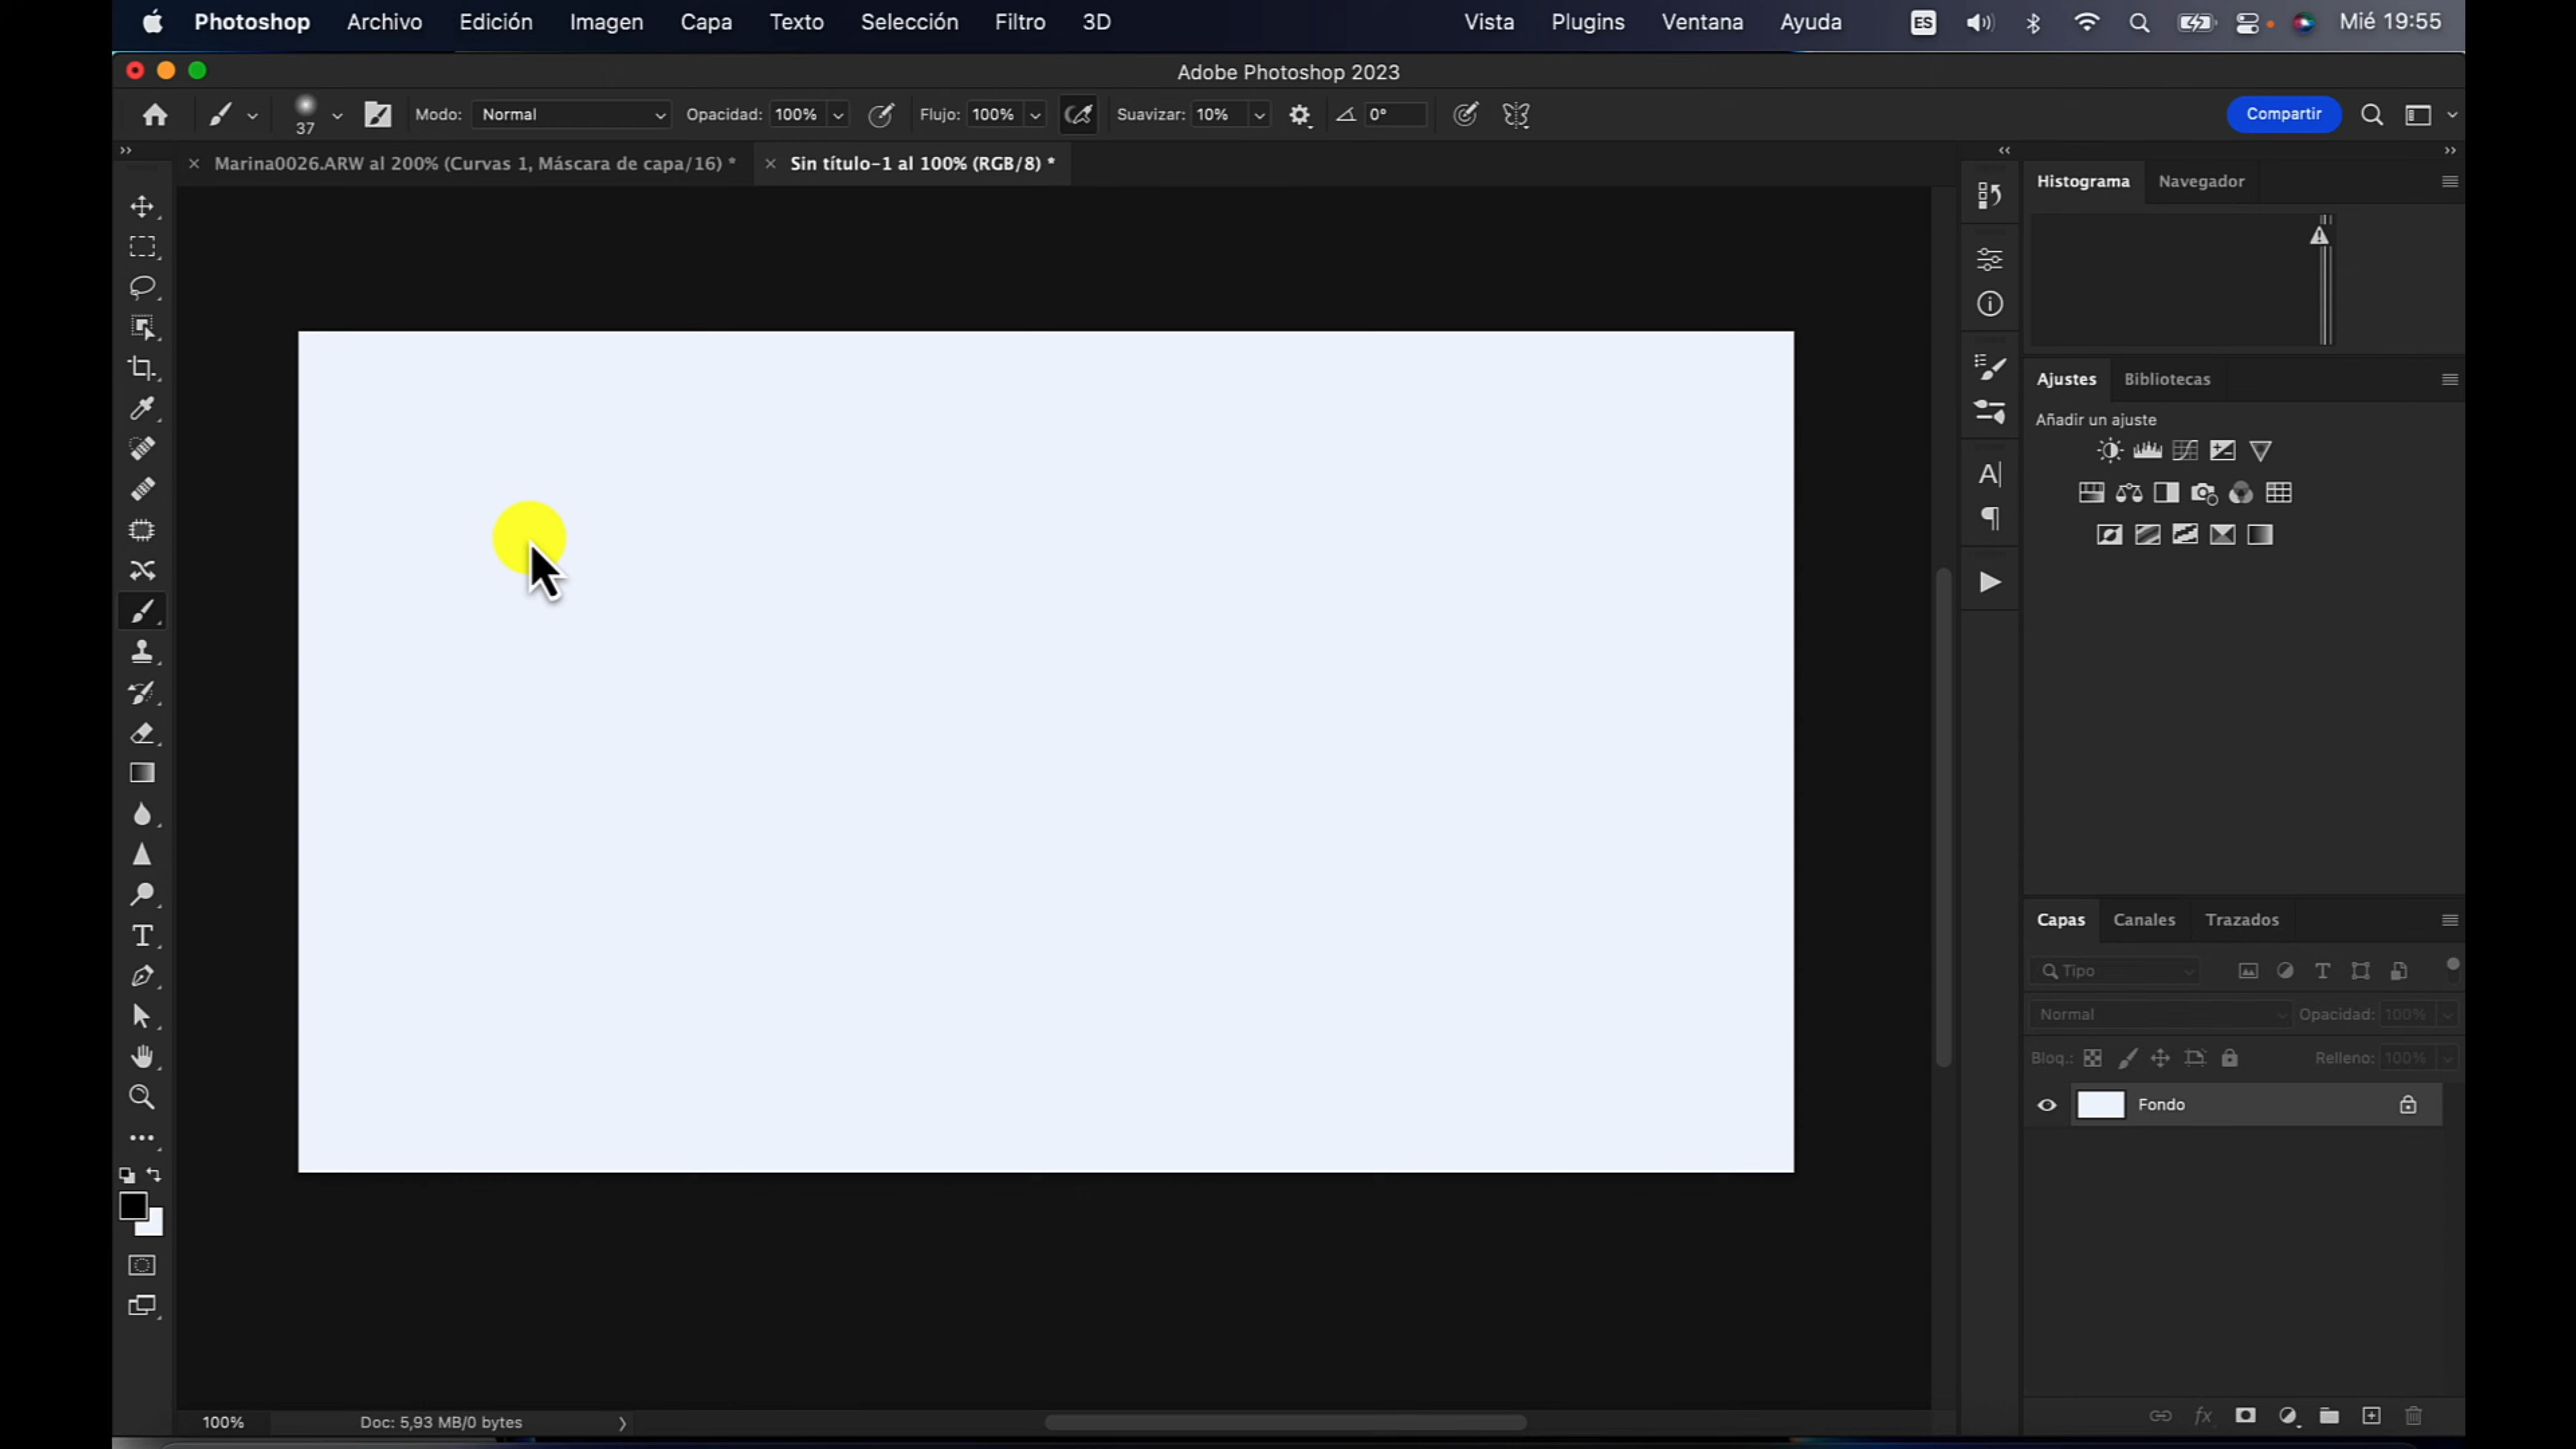 Photoshop Archivo Edición Imagen Capa Texto Selección Filtro 3D Vista Plugins Ventana Ayuda ES Mié 19:55
Adobe Photoshop 2023
37 Modo: Normal Opacidad: 100% Flujo: 100% Suavizar: 10% 0° Compartir
Marina0026.ARW al 200% (Curvas 1, Máscara de capa/16) * Sin título-1 al 100% (RGB/8) *
Histograma Navegador
Ajustes Bibliotecas
Añadir un ajuste
Capas Canales Trazados
Tipo
Normal Opacidad: 100%
Bloq.: Relleno: 100%
Fondo
fx
100% Doc: 5,93 MB/0 bytes